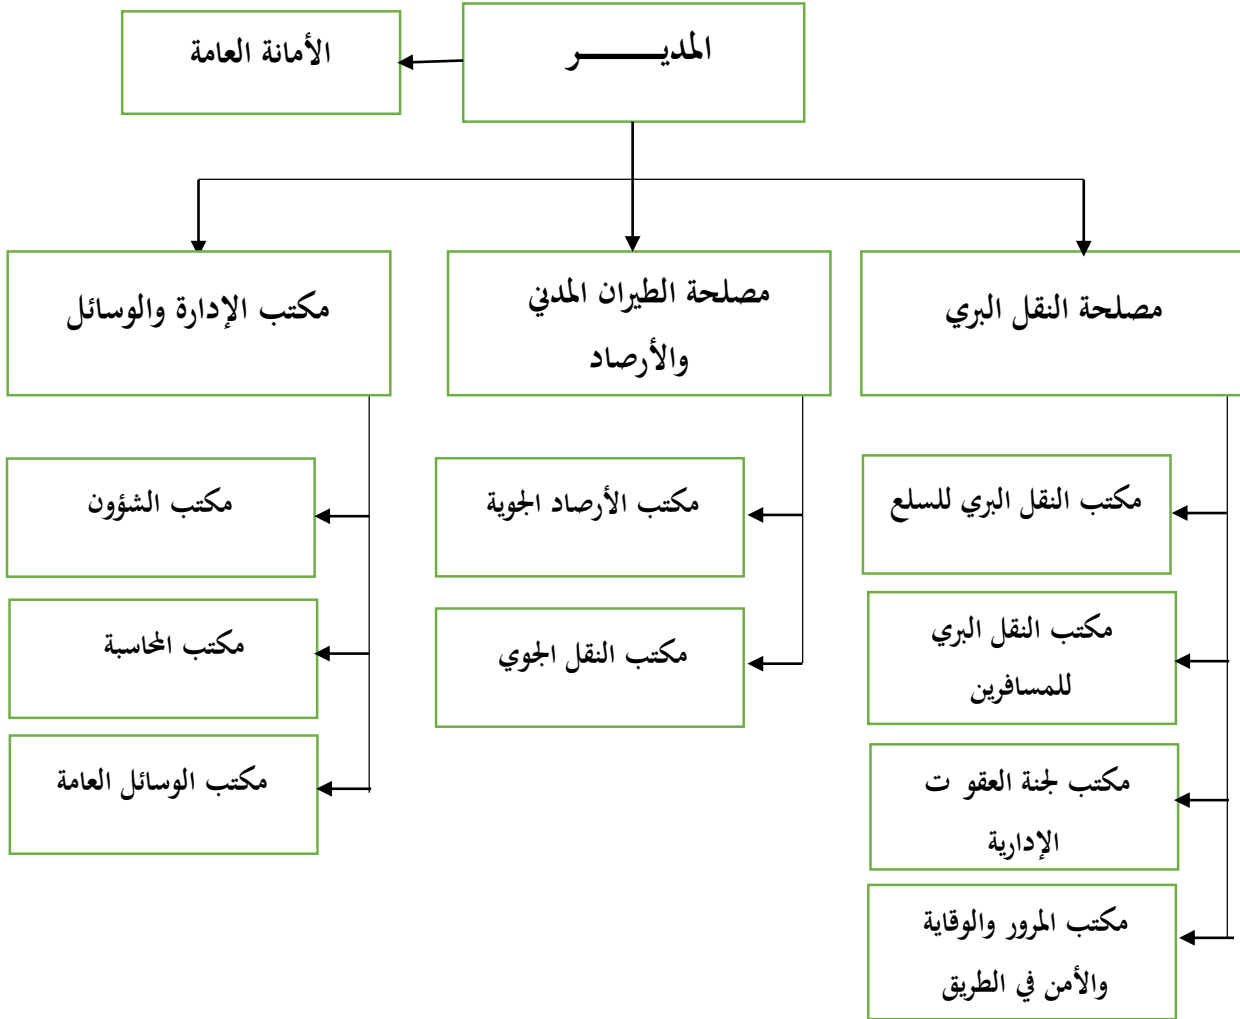 المديـــــــر
الأمانة العامة
مصلحة النقل البري
مصلحة الطيران المدني
والأرصاد
مكتب الإدارة والوسائل
مكتب النقل البري للسلع
مكتب الأرصاد الجوية
مكتب الشؤون
مكتب النقل البري
للمسافرين
مكتب النقل الجوي
مكتب المحاسبة
مكتب لجنة العقو ت
الإدارية
مكتب الوسائل العامة
مكتب المرور والوقاية
والأمن في الطريق